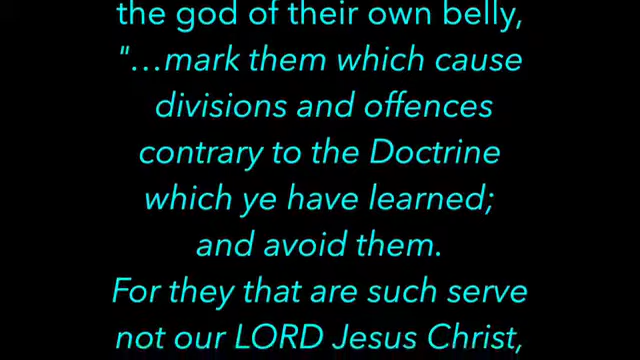 the god of their own belly,
"…mark them which cause
divisions and offences
contrary to the Doctrine
which ye have learned;
and avoid them.
For they that are such serve
not our LORD Jesus Christ,